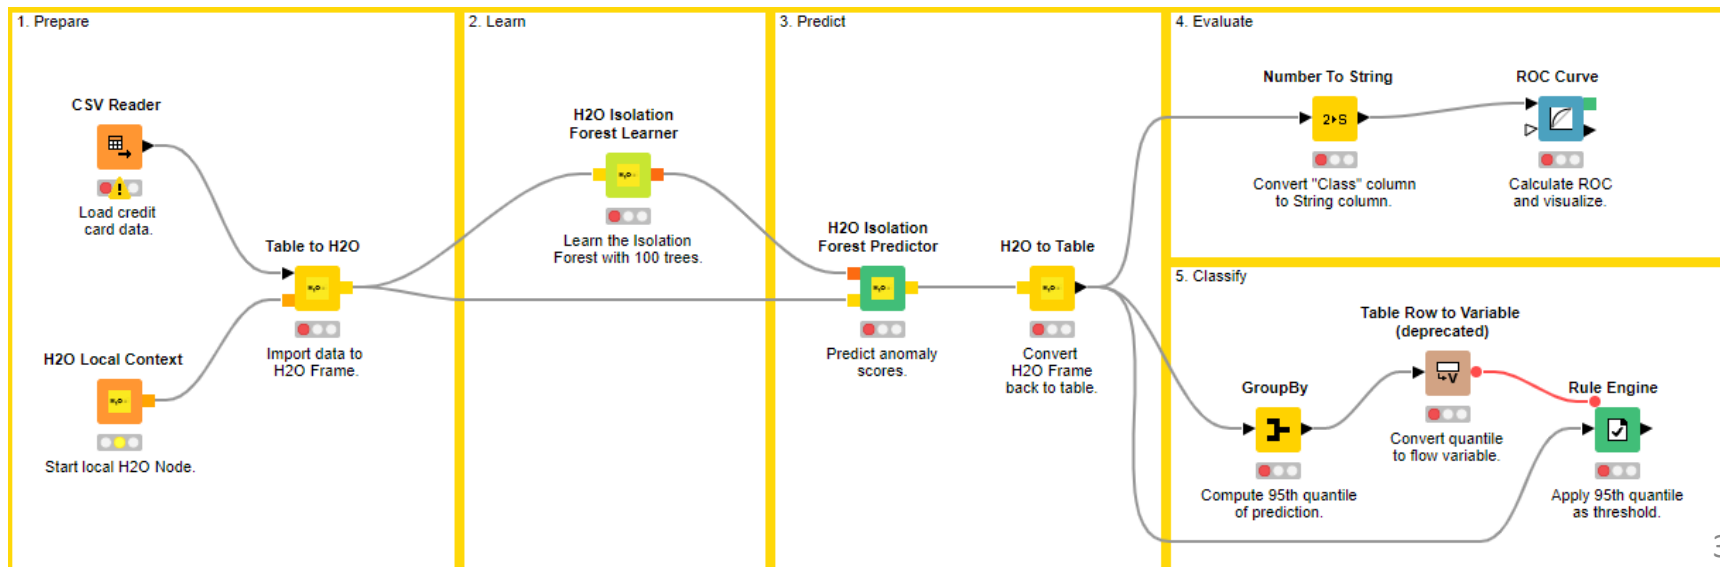 1. Prepare
CSV Reader
Load credit
card data.
H2O Local Context
Start local H2O Node.
Table to H2O
Import data to
H2O Frame.
2. Learn
H2O Isolation
Forest Learner
Learn the Isolation
Forest with 100 trees.
3. Predict
H2O Isolation
Forest Predictor
Predict anomaly
scores.
H2O to Table
Convert
H2O Frame
back to table.
4. Evaluate
Number To String
2▸S
Convert "Class" column
to String column.
ROC Curve
Calculate ROC
and visualize.
5. Classify
GroupBy
Compute 95th quantile
of prediction.
Table Row to Variable
(deprecated)
V
Convert quantile
to flow variable.
Rule Engine
Apply 95th quantile
as threshold.